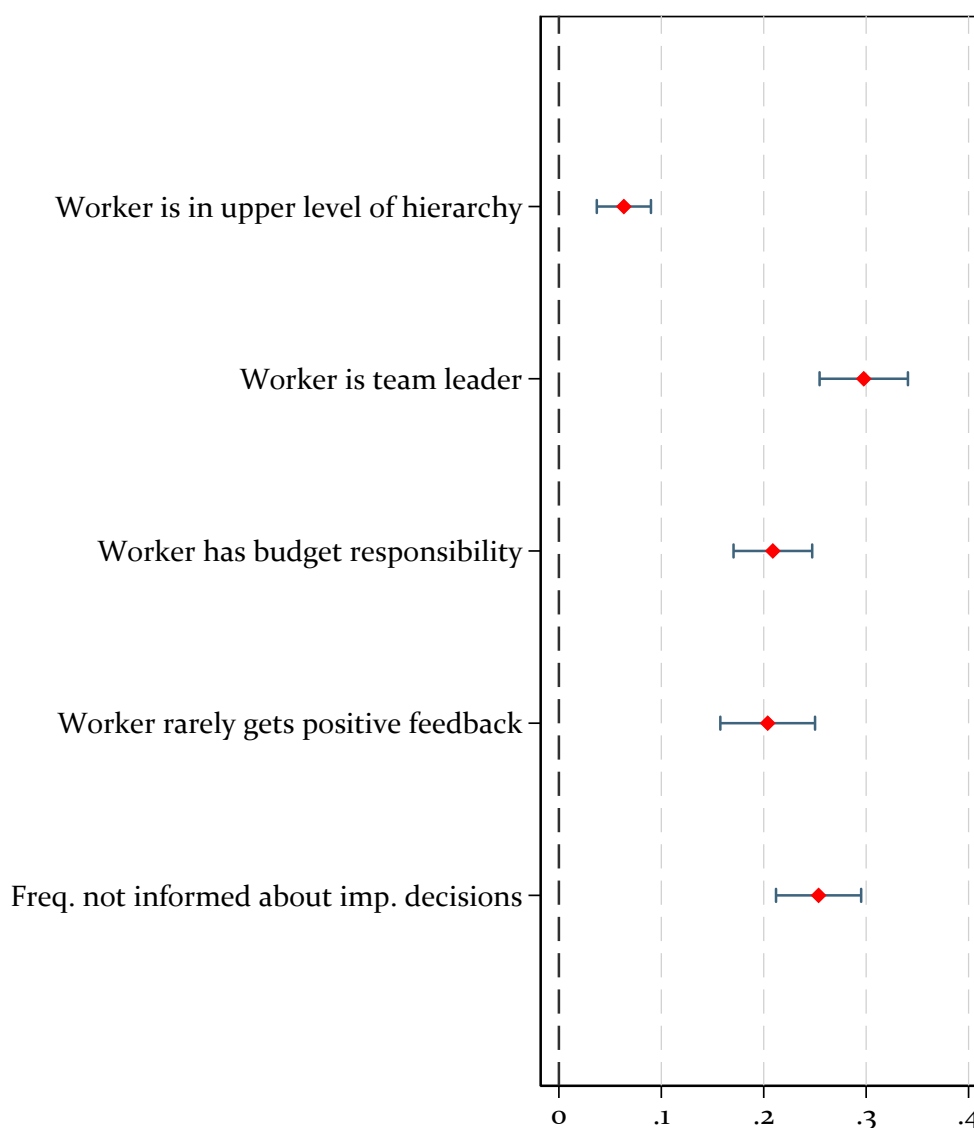 Worker is in upper level of hierarchy
Worker is team leader
Worker has budget responsibility
Worker rarely gets positive feedback
Freq. not informed about imp. decisions
0 .1 .2 .3 .4